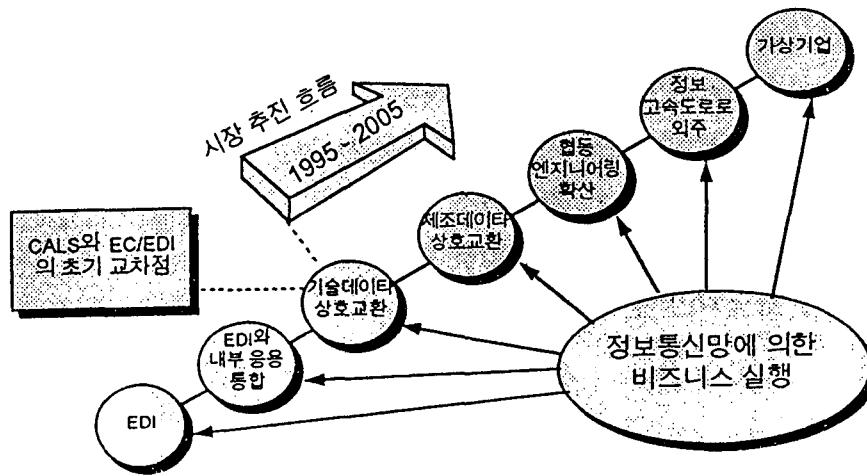 가상기업
정보
고속도로로
외주
시장 추진 흐름
1995 - 2005
협동
엔지니어링
확산
제조데이타
상호교환
CALS와 EC/EDI
의 초기 교차점
기술데이타
상호교환
정보통신망에 의한
비즈니스 실행
EDI와
내부 응용
통합
EDI